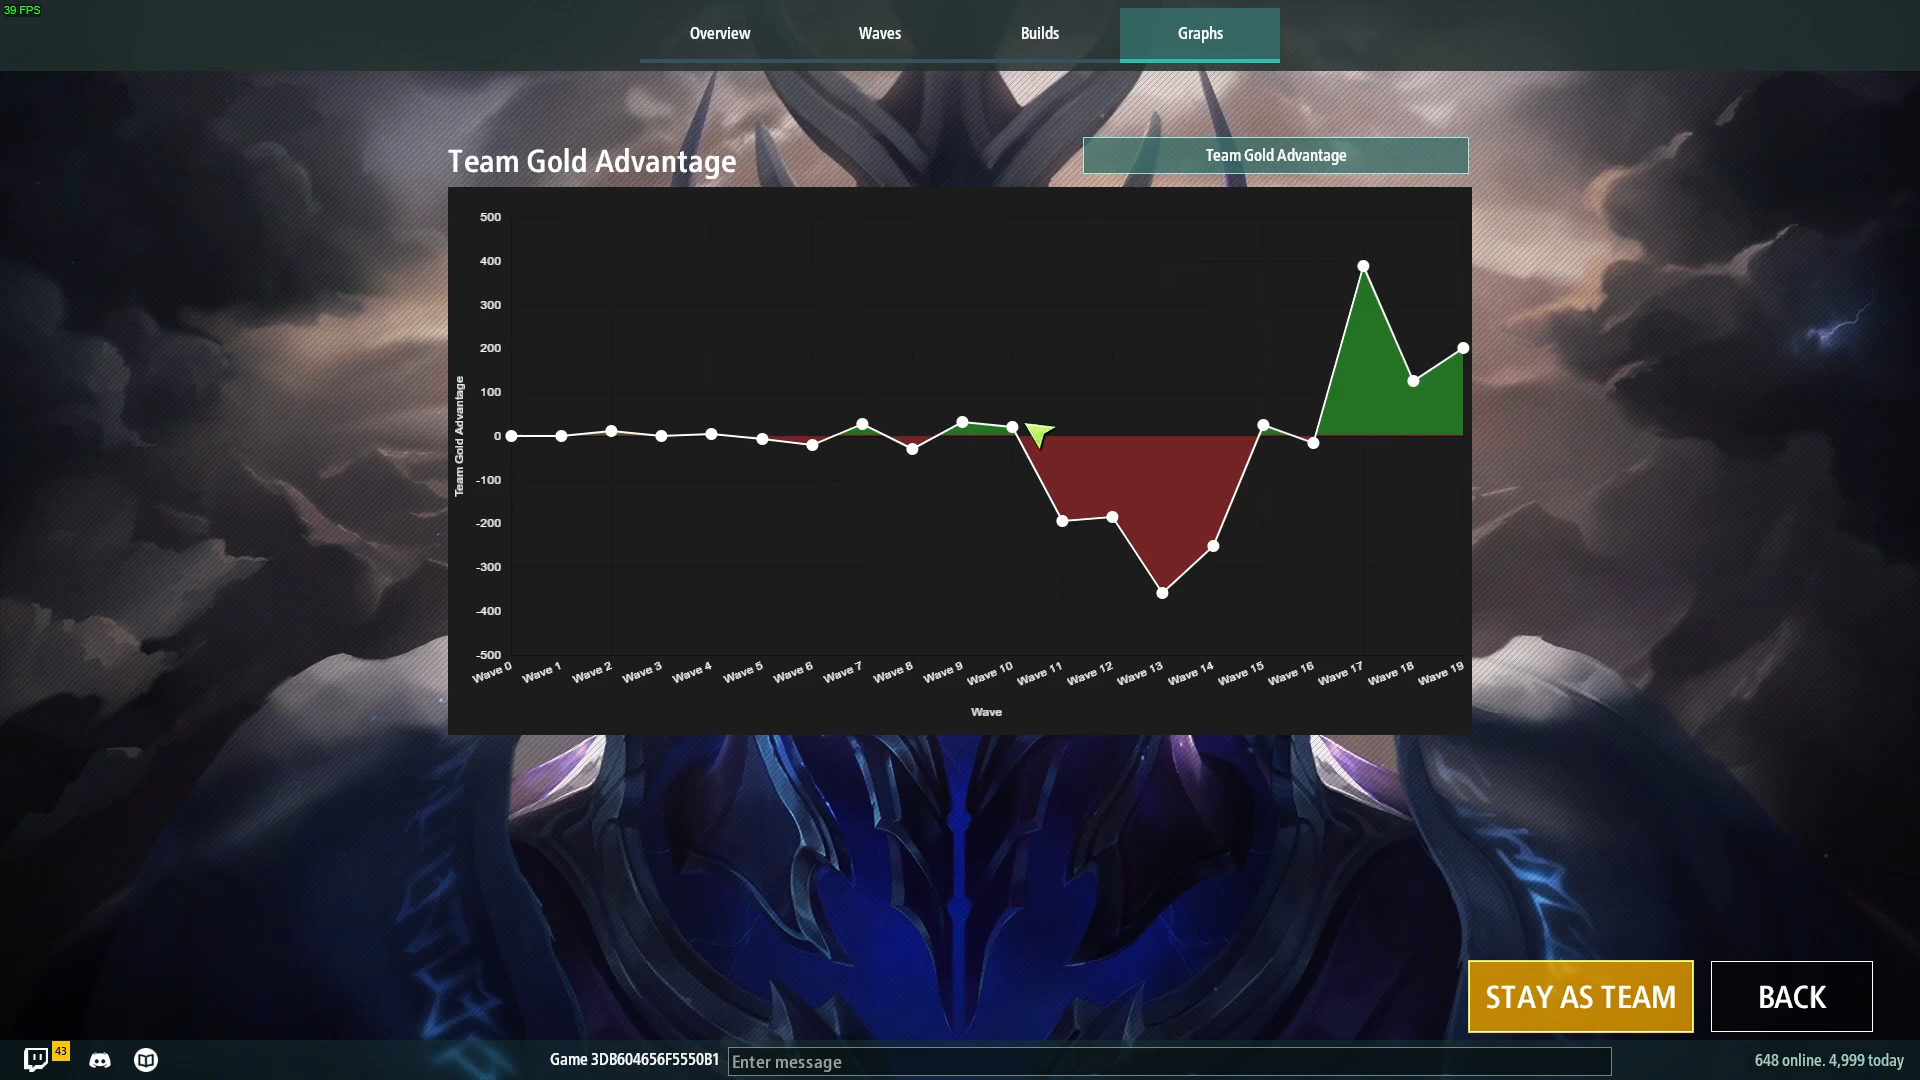 39 FPS
Overview
Waves
Builds
Graphs
Team Gold Advantage
Team Gold Advantage
500
400
300
200
100
0
-100
-200
-300
-400
-500
Team Gold Advantage
Wave 0
Wave 1
Wave 2
Wave 3
Wave 4
Wave 5
Wave 6
Wave 7
Wave 8
Wave 9
Wave 10
Wave 11
Wave 12
Wave 13
Wave 14
Wave 15
Wave 16
Wave 17
Wave 18
Wave 19
Wave
STAY AS TEAM
BACK
43
Game 3DB604656F5550B1
Enter message
648 online. 4,999 today